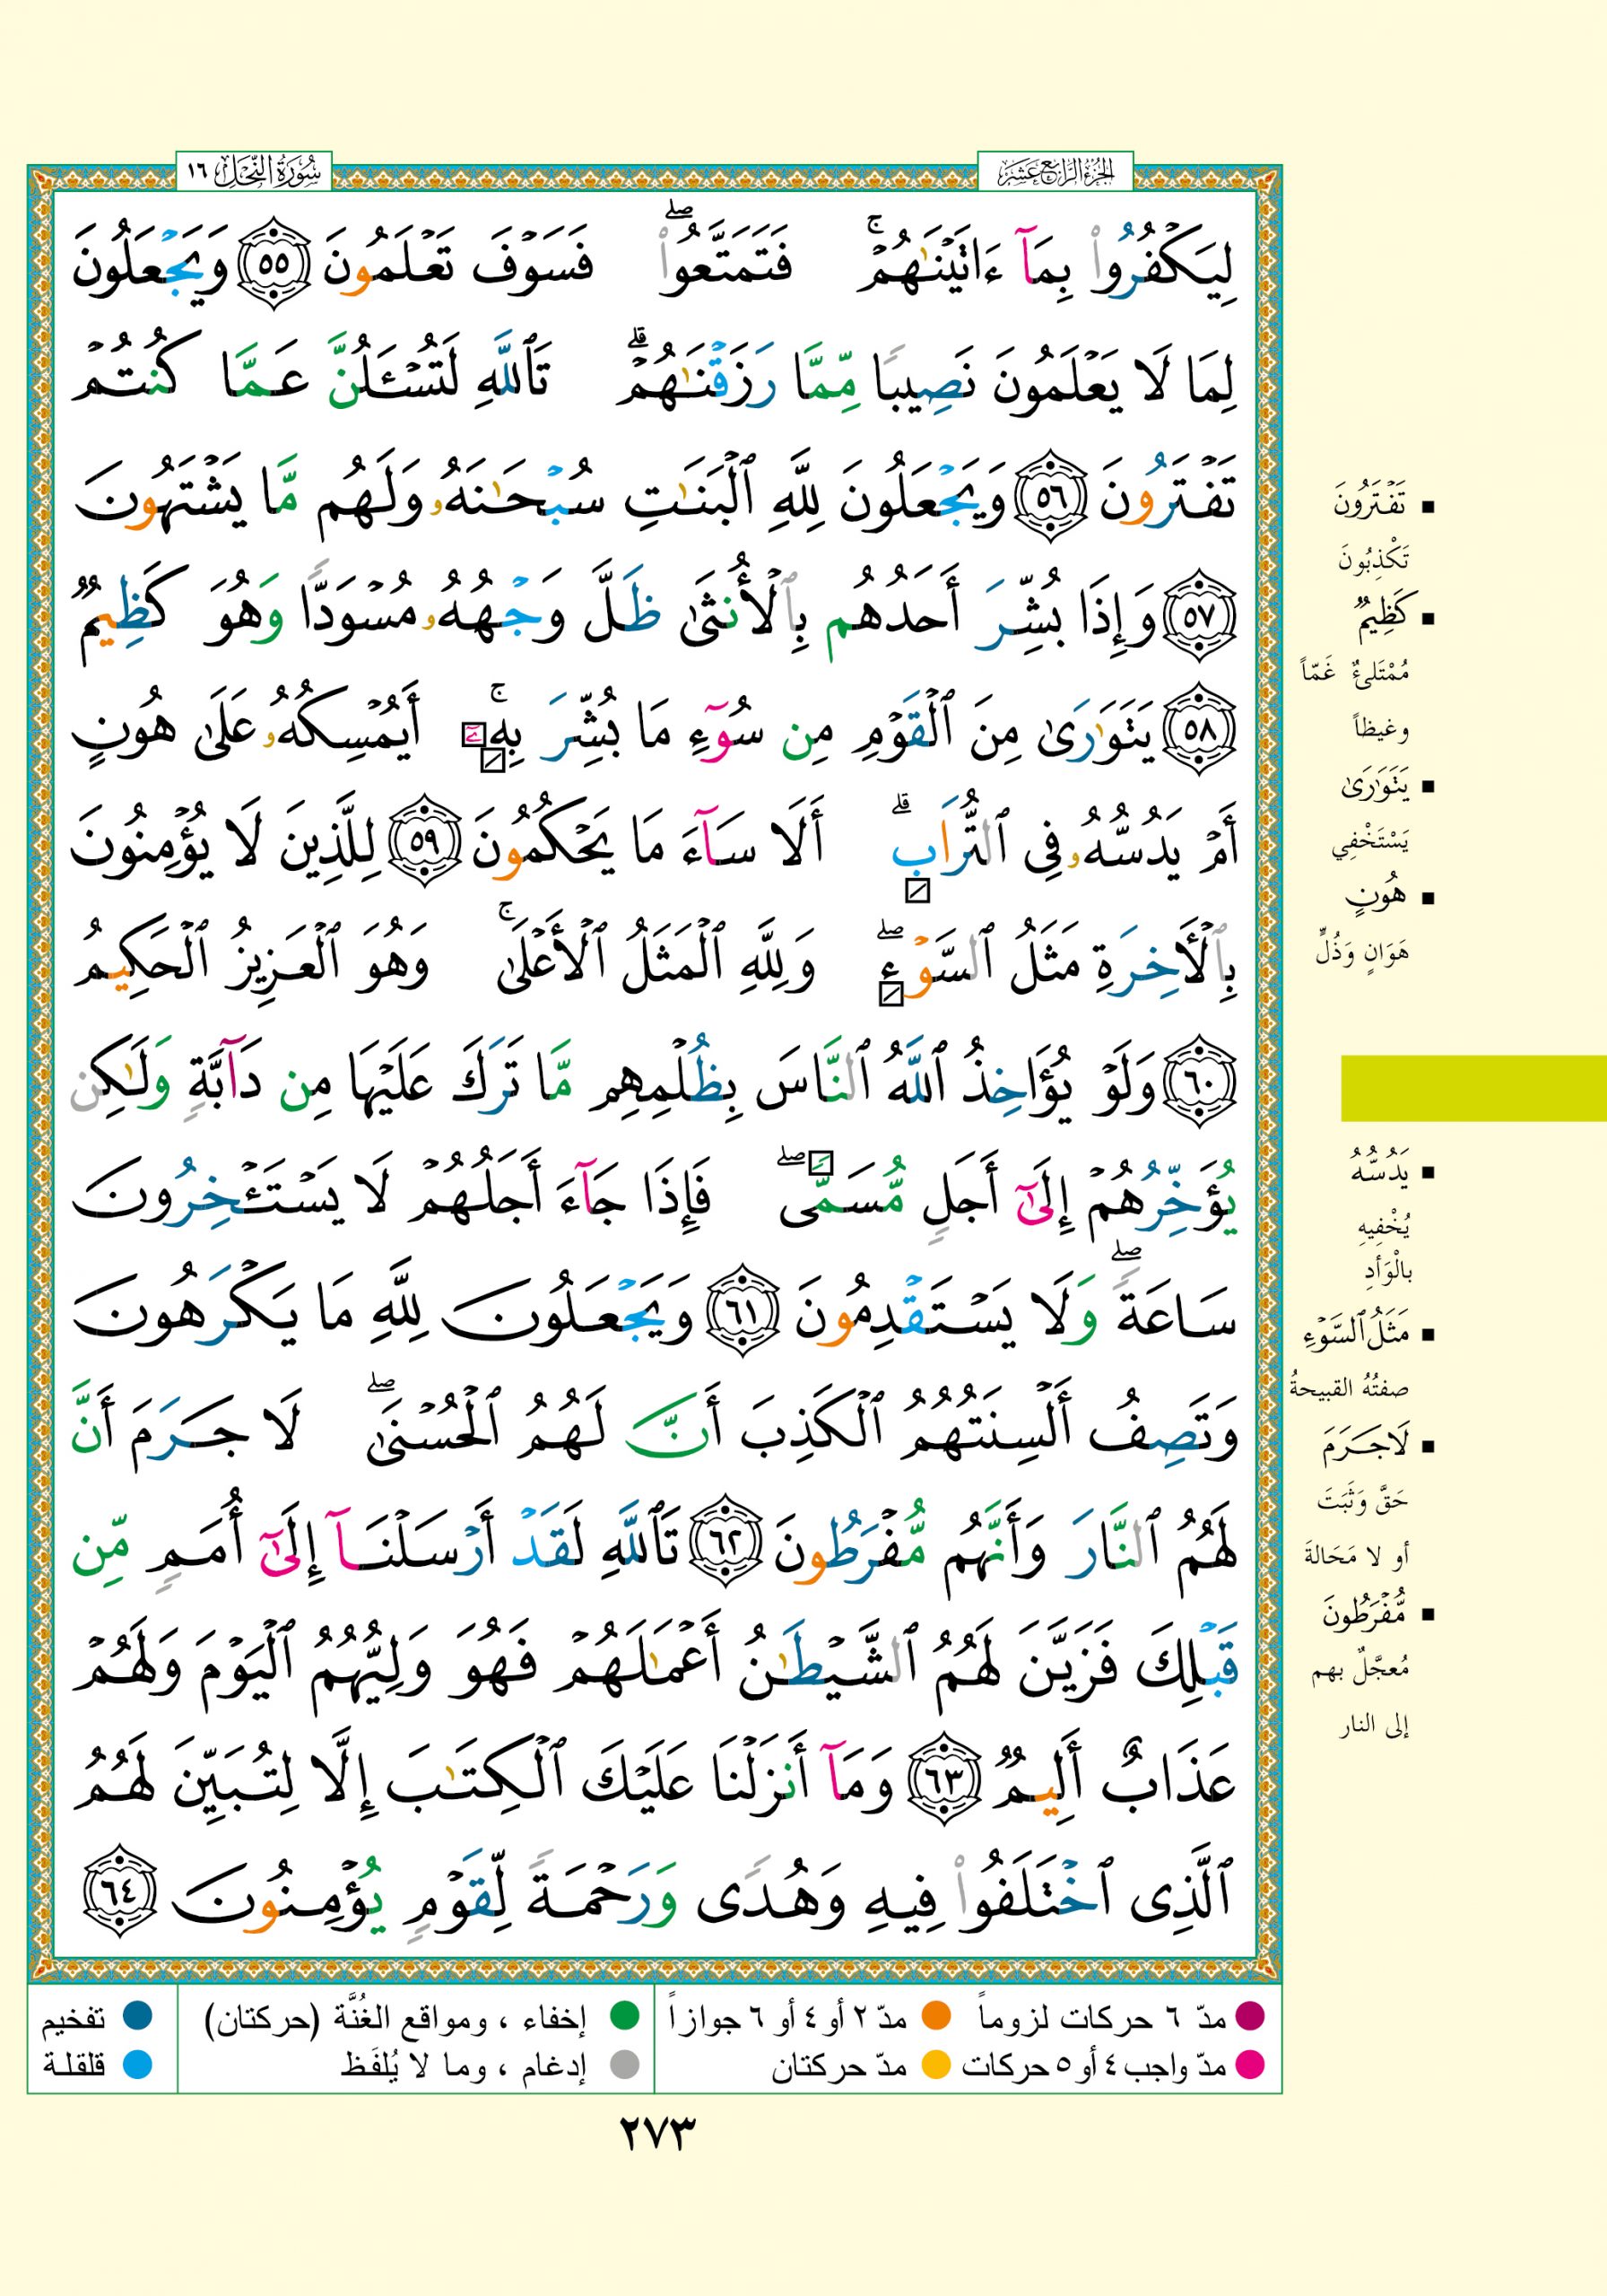 الجزء الرابع عشر
سورة النحل ١٦
لِيَكۡفُرُواْ بِمَآ ءَاتَيۡنَٰهُمۡۚ فَتَمَتَّعُواْۖ فَسَوۡفَ تَعۡلَمُونَ ٥٥ وَيَجۡعَلُونَ
لِمَا لَا يَعۡلَمُونَ نَصِيبٗا مِّمَّا رَزَقۡنَٰهُمۡۗ تَٱللَّهِ لَتُسۡـَٔلُنَّ عَمَّا كُنتُمۡ
تَفۡتَرُونَ ٥٦ وَيَجۡعَلُونَ لِلَّهِ ٱلۡبَنَٰتِ سُبۡحَٰنَهُۥ وَلَهُم مَّا يَشۡتَهُونَ
٥٧ وَإِذَا بُشِّرَ أَحَدُهُم بِٱلۡأُنثَىٰ ظَلَّ وَجۡهُهُۥ مُسۡوَدّٗا وَهُوَ كَظِيمٞ
٥٨ يَتَوَٰرَىٰ مِنَ ٱلۡقَوۡمِ مِن سُوٓءِ مَا بُشِّرَ بِهِۦٓۚ أَيُمۡسِكُهُۥ عَلَىٰ هُونٍ
أَمۡ يَدُسُّهُۥ فِي ٱلتُّرَابِۗ أَلَا سَآءَ مَا يَحۡكُمُونَ ٥٩ لِلَّذِينَ لَا يُؤۡمِنُونَ
بِٱلۡأٓخِرَةِ مَثَلُ ٱلسَّوۡءِۖ وَلِلَّهِ ٱلۡمَثَلُ ٱلۡأَعۡلَىٰۚ وَهُوَ ٱلۡعَزِيزُ ٱلۡحَكِيمُ
٦٠ وَلَوۡ يُؤَاخِذُ ٱللَّهُ ٱلنَّاسَ بِظُلۡمِهِم مَّا تَرَكَ عَلَيۡهَا مِن دَآبَّةٖ وَلَٰكِن
يُؤَخِّرُهُمۡ إِلَىٰٓ أَجَلٖ مُّسَمّٗىۖ فَإِذَا جَآءَ أَجَلُهُمۡ لَا يَسۡتَـٔۡخِرُونَ
سَاعَةٗۖ وَلَا يَسۡتَقۡدِمُونَ ٦١ وَيَجۡعَلُونَ لِلَّهِ مَا يَكۡرَهُونَ
وَتَصِفُ أَلۡسِنَتُهُمُ ٱلۡكَذِبَ أَنَّ لَهُمُ ٱلۡحُسۡنَىٰۖ لَا جَرَمَ أَنَّ
لَهُمُ ٱلنَّارَ وَأَنَّهُم مُّفۡرَطُونَ ٦٢ تَٱللَّهِ لَقَدۡ أَرۡسَلۡنَآ إِلَىٰٓ أُمَمٖ مِّن
قَبۡلِكَ فَزَيَّنَ لَهُمُ ٱلشَّيۡطَٰنُ أَعۡمَٰلَهُمۡ فَهُوَ وَلِيُّهُمُ ٱلۡيَوۡمَ وَلَهُمۡ
عَذَابٌ أَلِيمٞ ٦٣ وَمَآ أَنزَلۡنَا عَلَيۡكَ ٱلۡكِتَٰبَ إِلَّا لِتُبَيِّنَ لَهُمُ
ٱلَّذِي ٱخۡتَلَفُواْ فِيهِ وَهُدٗى وَرَحۡمَةٗ لِّقَوۡمٖ يُؤۡمِنُونَ ٦٤
تَفۡتَرُونَ
تَكْذِبُونَ
كَظِيمٞ
مُمْتَلِئٌ غَمّاً
وغيظاً
يَتَوَٰرَىٰ
يَسْتَخْفِي
هُونٍ
هَوَانٍ وَذُلٍّ
يَدُسُّهُ
يُخْفِيهِ
بالْوَأدِ
مَثَلُ ٱلسَّوۡءِ
صفتُهُ القبيحةُ
لَا جَرَمَ
حَقَّ وَثَبَتَ
أو لا مَحَالةَ
مُّفۡرَطُونَ
مُعجَّلٌ بهم
إلى النار
مدّ ٦ حركات لزوماً
مدّ ٢ أو ٤ أو ٦ جوازاً
إخفاء ، ومواقع الغُنَّة (حركتان)
تفخيم
مدّ واجب ٤ أو ٥ حركات
مدّ حركتان
إدغام ، وما لا يُلفَظ
قلقلة
٢٧٣